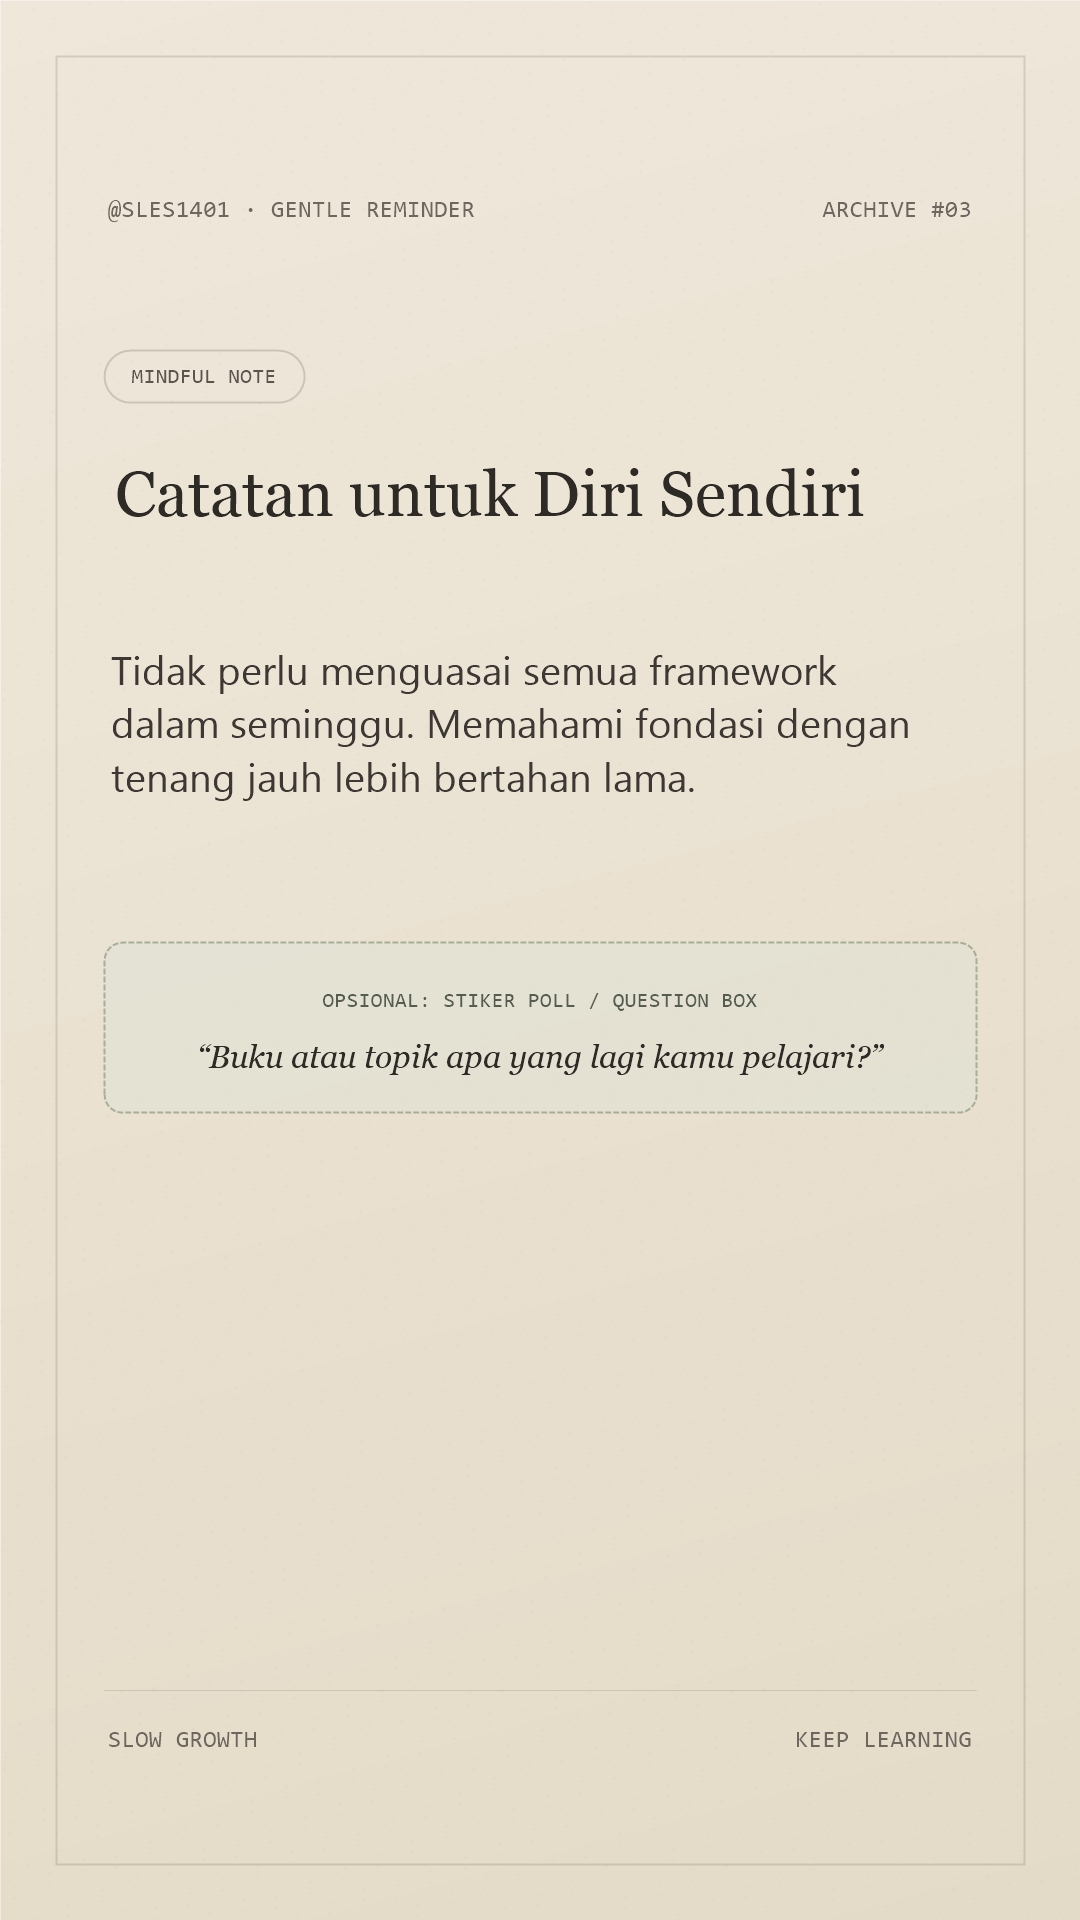 @SLES1401 · GENTLE REMINDER
ARCHIVE #03
MINDFUL NOTE
Catatan untuk Diri Sendiri
Tidak perlu menguasai semua framework
dalam seminggu. Memahami fondasi dengan
tenang jauh lebih bertahan lama.
OPSIONAL: STIKER POLL / QUESTION BOX
“Buku atau topik apa yang lagi kamu pelajari?”
SLOW GROWTH
KEEP LEARNING